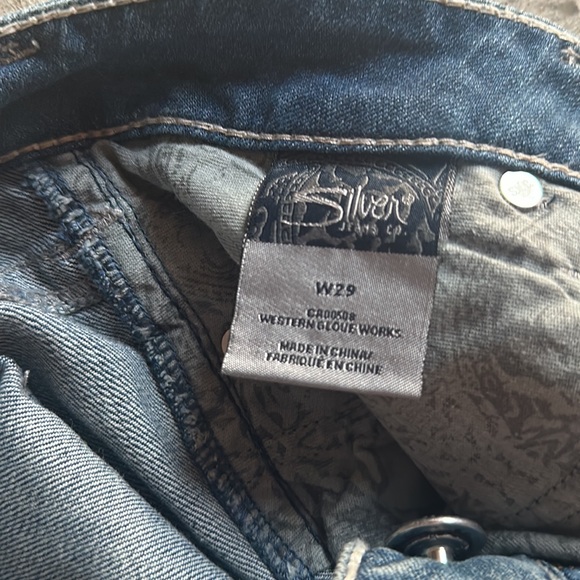 Silver
JEANS CO.
W29
CA00508
WESTERN GLOVE WORKS
MADE IN CHINA/
FABRIQUÉ EN CHINE